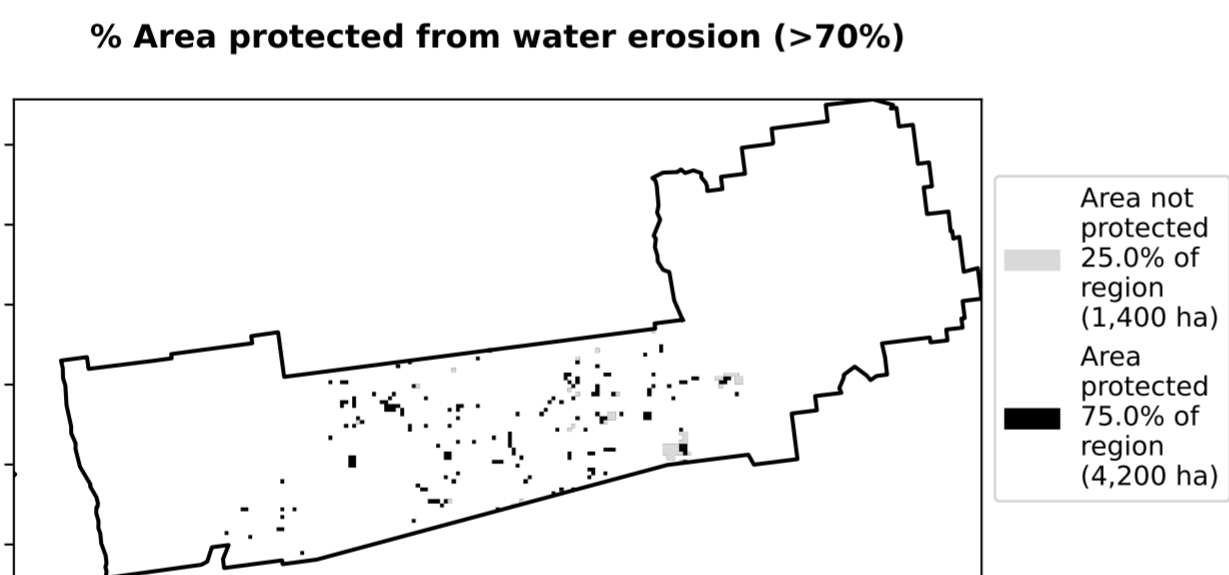 % Area protected from water erosion (>70%)
Area not
protected
25.0% of
region
(1,400 ha)
Area
protected
75.0% of
region
(4,200 ha)